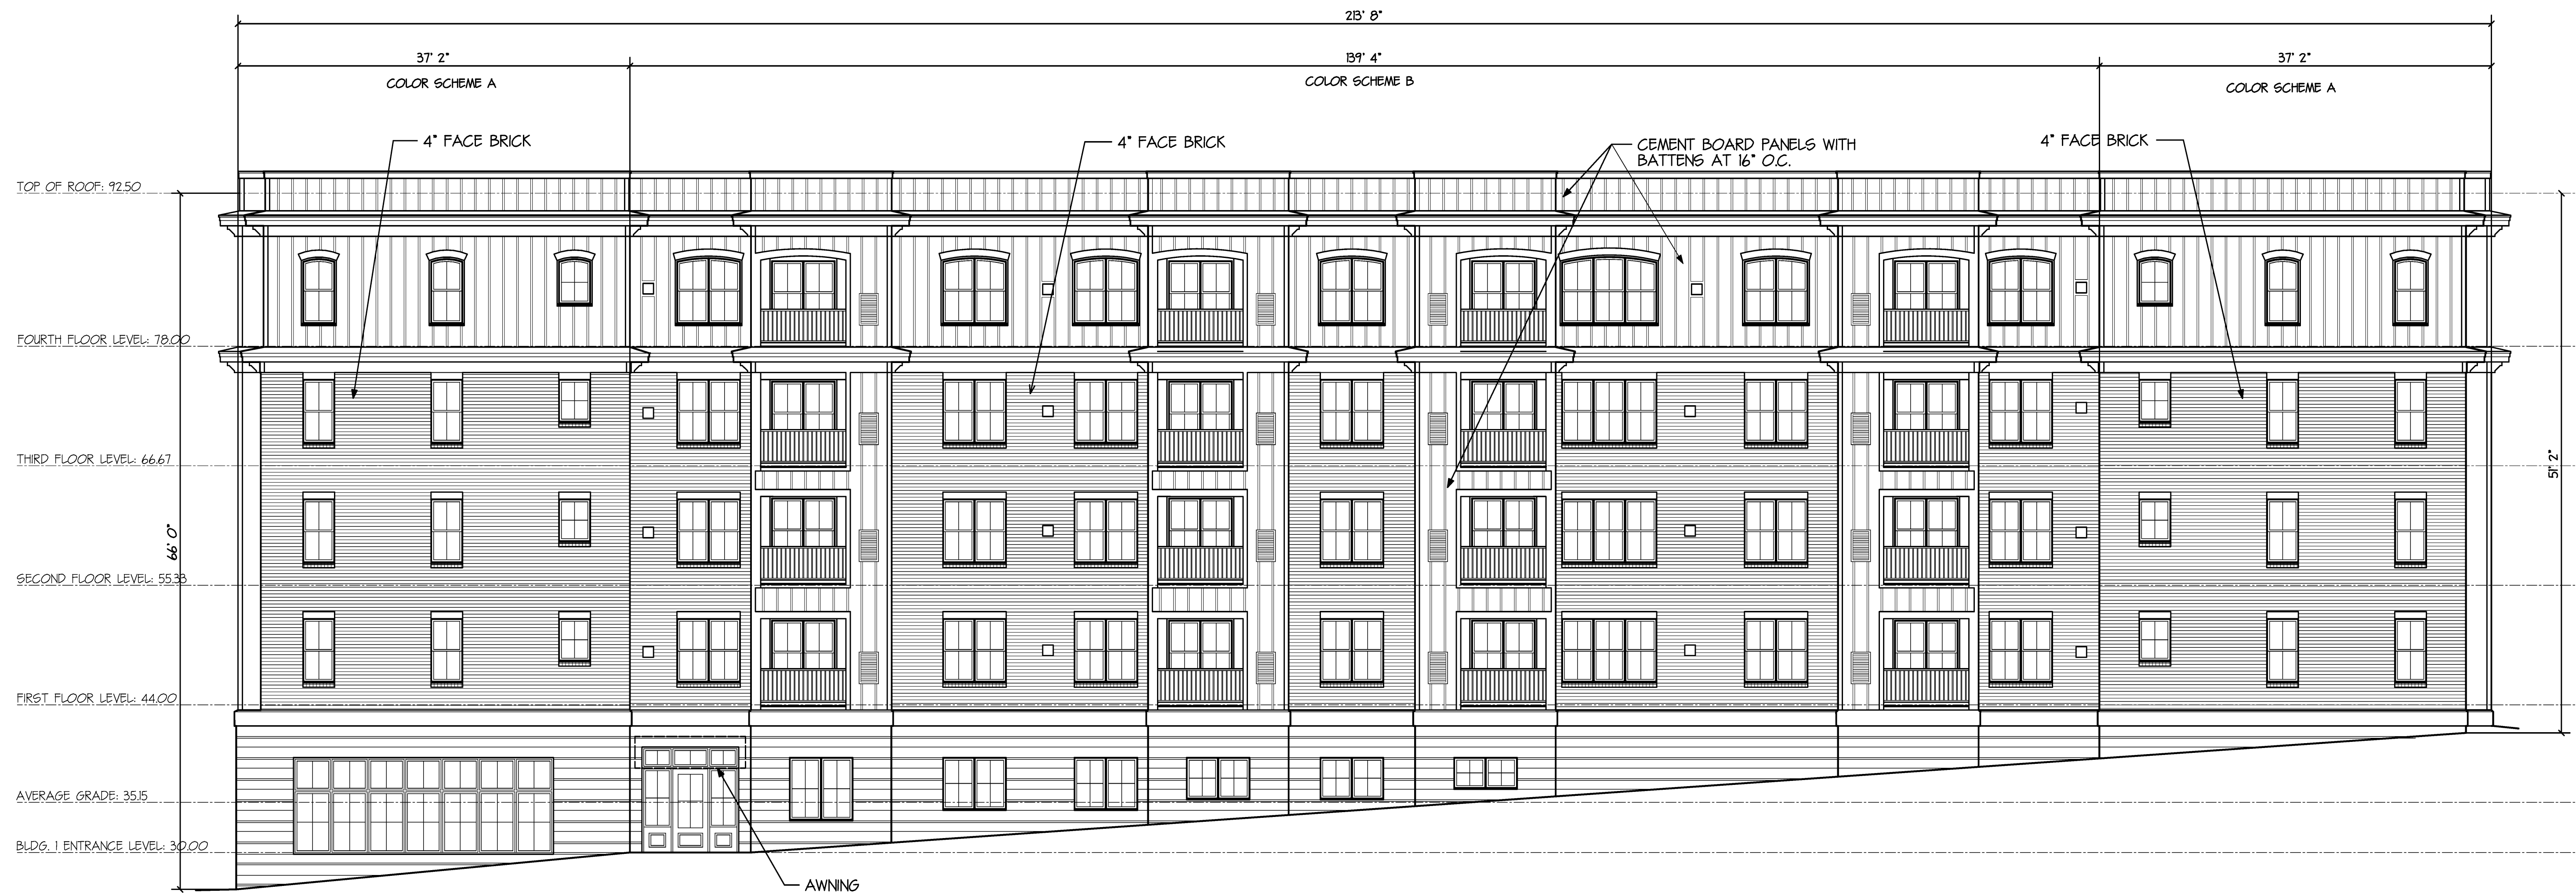 213' 8"
37' 2"
139' 4"
37' 2"
COLOR SCHEME A
COLOR SCHEME B
COLOR SCHEME A
4" FACE BRICK
4" FACE BRICK
CEMENT BOARD PANELS WITH
BATTENS AT 16" O.C.
4" FACE BRICK
TOP OF ROOF: 92.50
FOURTH FLOOR LEVEL: 78.00
THIRD FLOOR LEVEL: 66.67
51' 2"
66' 0"
SECOND FLOOR LEVEL: 55.33
FIRST FLOOR LEVEL: 44.00
AVERAGE GRADE: 35.15
BLDG. 1 ENTRANCE LEVEL: 30.00
AWNING